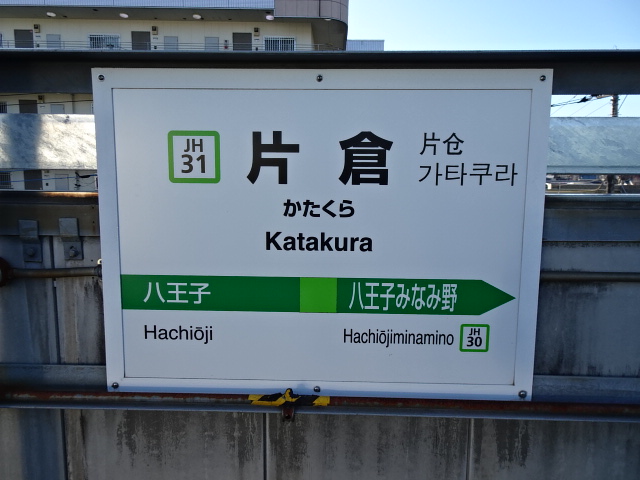 JH
31
片倉
片仓
가타쿠라
かたくら
Katakura
八王子
八王子みなみ野
Hachiōji
Hachiōjiminamino
JH
30